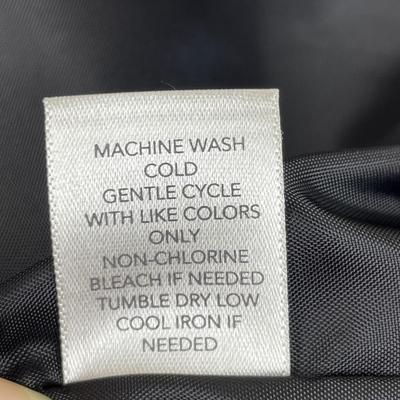 MACHINE WASH
COLD
GENTLE CYCLE
WITH LIKE COLORS
ONLY
NON-CHLORINE
BLEACH IF NEEDED
TUMBLE DRY LOW
COOL IRON IF
NEEDED